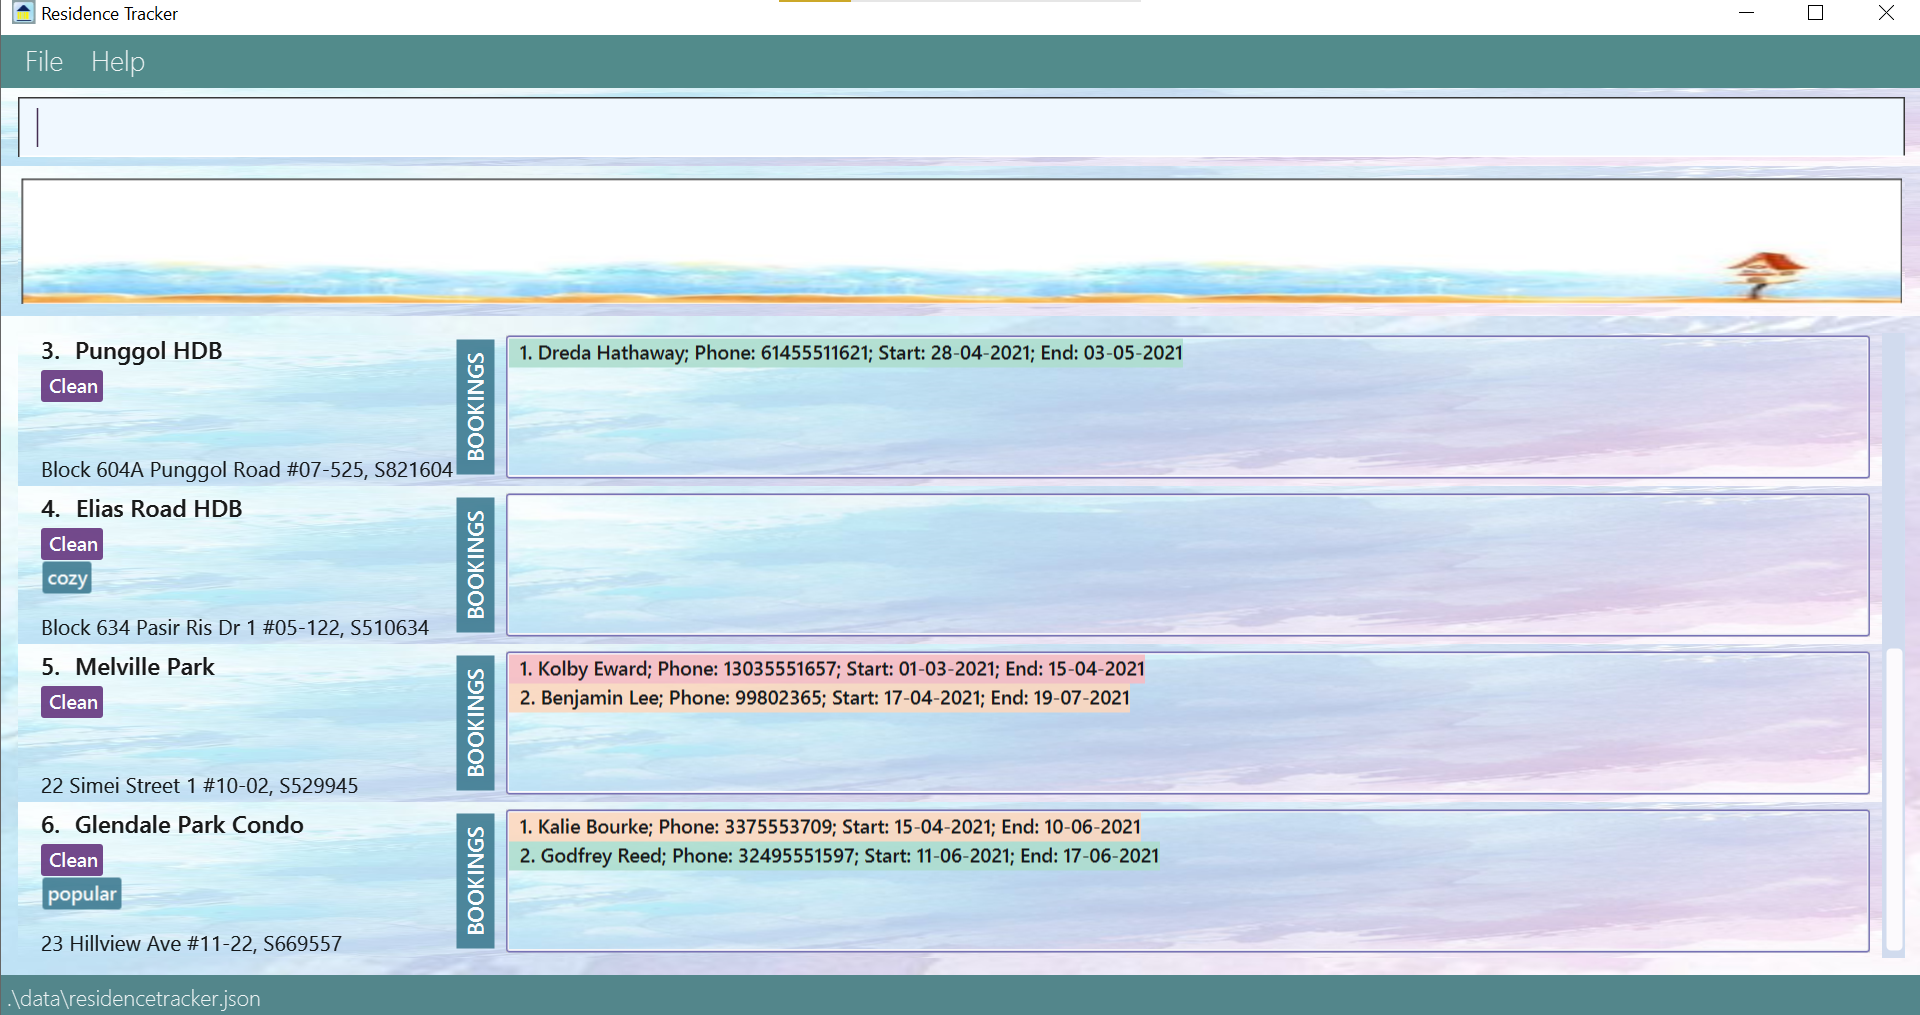 Residence Tracker
File Help
3. Punggol HDB
Clean
Block 604A Punggol Road #07-525, S821604
BOOKINGS
1. Dreda Hathaway; Phone: 61455511621; Start: 28-04-2021; End: 03-05-2021
4. Elias Road HDB
Clean
cozy
Block 634 Pasir Ris Dr 1 #05-122, S510634
BOOKINGS
5. Melville Park
Clean
22 Simei Street 1 #10-02, S529945
BOOKINGS
1. Kolby Eward; Phone: 13035551657; Start: 01-03-2021; End: 15-04-2021
2. Benjamin Lee; Phone: 99802365; Start: 17-04-2021; End: 19-07-2021
6. Glendale Park Condo
Clean
popular
23 Hillview Ave #11-22, S669557
BOOKINGS
1. Kalie Bourke; Phone: 3375553709; Start: 15-04-2021; End: 10-06-2021
2. Godfrey Reed; Phone: 32495551597; Start: 11-06-2021; End: 17-06-2021
.\data\residencetracker.json